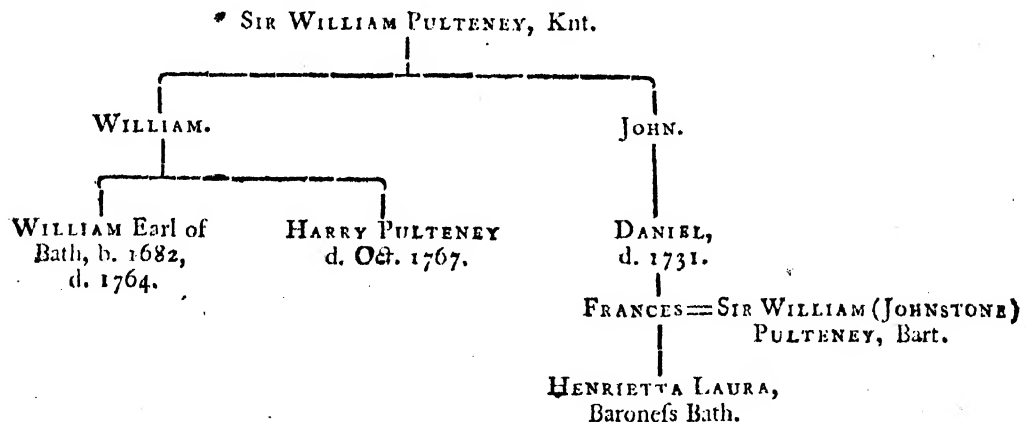 * SIR WILLIAM PULTENEY, Knt.
WILLIAM.
JOHN.
WILLIAM Earl of
Bath, b. 1682,
d. 1764.
HARRY PULTENEY
d. Oct. 1767.
DANIEL,
d. 1731.
FRANCES=SIR WILLIAM (JOHNSTONE)
PULTENEY, Bart.
HENRIETTA LAURA,
Baroneſs Bath.